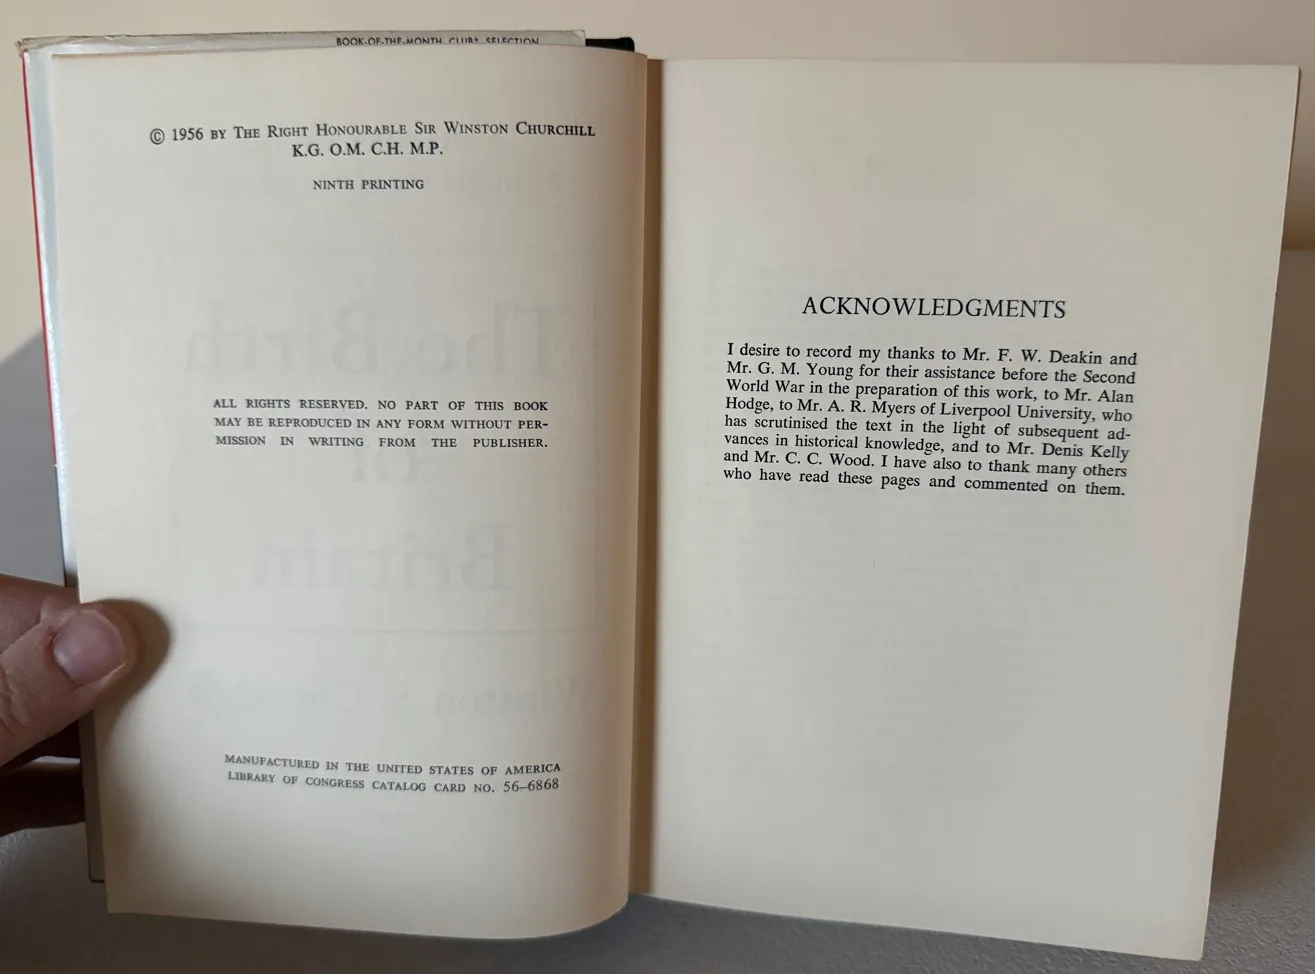 BOOK-OF-THE-MONTH CLUB* SELECTION
© 1956 BY THE RIGHT HONOURABLE SIR WINSTON CHURCHILL
K.G. O.M. C.H. M.P.
NINTH PRINTING
The Birth
of
Britain
Winston S. Churchill
ALL RIGHTS RESERVED. NO PART OF THIS BOOK
MAY BE REPRODUCED IN ANY FORM WITHOUT PER-
MISSION IN WRITING FROM THE PUBLISHER.
MANUFACTURED IN THE UNITED STATES OF AMERICA
LIBRARY OF CONGRESS CATALOG CARD NO. 56–6868
ACKNOWLEDGMENTS
I desire to record my thanks to Mr. F. W. Deakin and
Mr. G. M. Young for their assistance before the Second
World War in the preparation of this work, to Mr. Alan
Hodge, to Mr. A. R. Myers of Liverpool University, who
has scrutinised the text in the light of subsequent ad-
vances in historical knowledge, and to Mr. Denis Kelly
and Mr. C. C. Wood. I have also to thank many others
who have read these pages and commented on them.